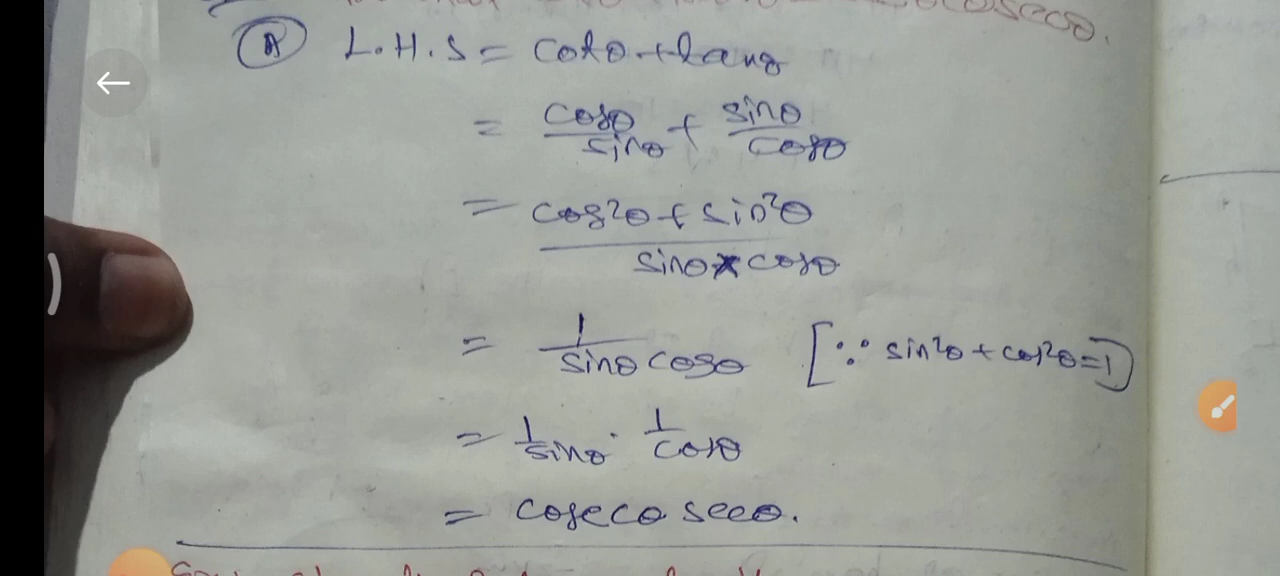 cosecθ.
(A) L.H.S = cotθ + tanθ
= cosθ/sinθ + sinθ/cosθ
= cos²θ + sin²θ / sinθ × cosθ
= 1/sinθ cosθ [∵ sin²θ + cos²θ = 1]
= 1/sinθ · 1/cosθ
= cosecθ secθ.